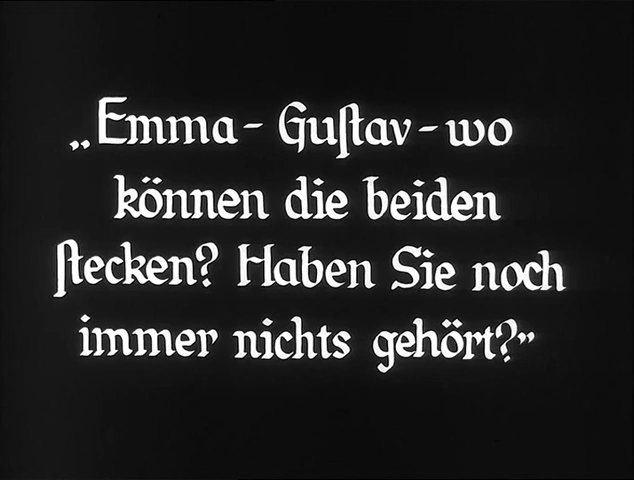 „Emma - Guſtav - wo
können die beiden
ſtecken? Haben Sie noch
immer nichts gehört?”